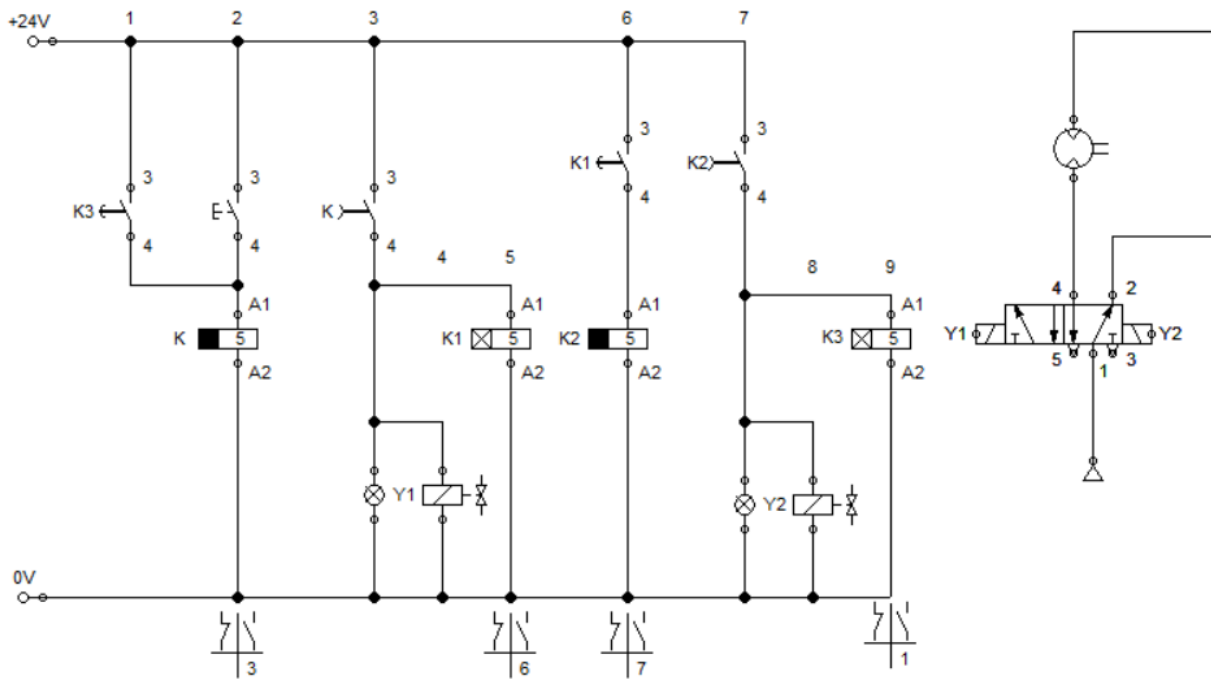 1 2 3 6 7
+24V
3 3
K1 K2
4 4
3 3 3
K3 K
4 4 4
4 5 8 9
4 2
A1 A1 A1 A1
K 5 K1 5 K2 5 K3 5
Y1 Y2
5 1 3
A2 A2 A2 A2
Y1 Y2
0V
3 6 7 1